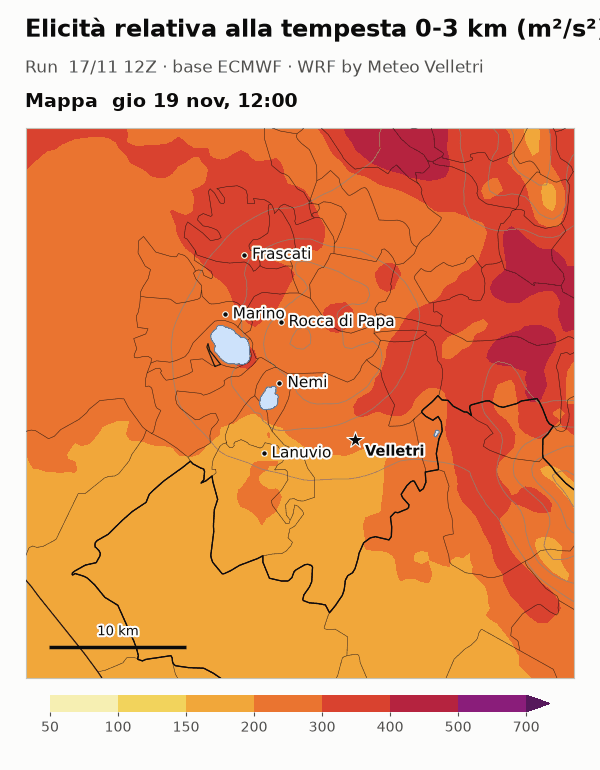 Elicità relativa alla tempesta 0-3 km (m²/s²)
Run  17/11 12Z · base ECMWF · WRF by Meteo Velletri
Mappa  gio 19 nov, 12:00
Frascati
Marino
Rocca di Papa
Nemi
Velletri
Lanuvio
10 km
50 100 150 200 300 400 500 700